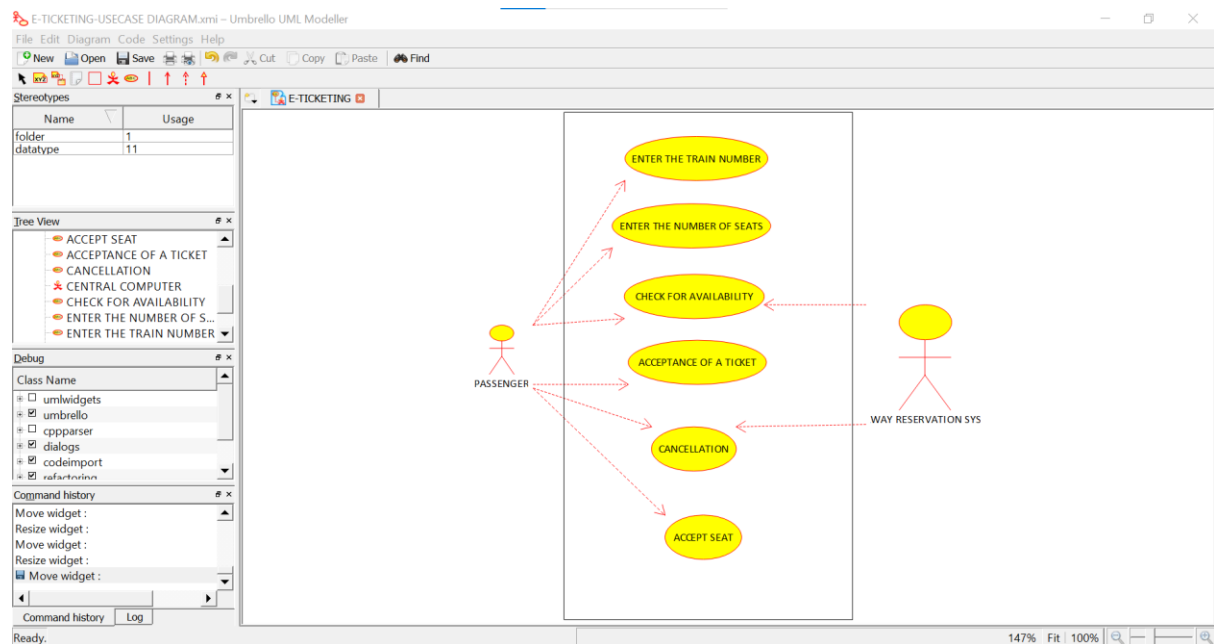 E-TICKETING-USECASE DIAGRAM.xmi – Umbrello UML Modeller
File Edit Diagram Code Settings Help
New Open Save Cut Copy Paste Find
Stereotypes
Name Usage
folder 1
datatype 11
Tree View
ACCEPT SEAT
ACCEPTANCE OF A TICKET
CANCELLATION
CENTRAL COMPUTER
CHECK FOR AVAILABILITY
ENTER THE NUMBER OF S...
ENTER THE TRAIN NUMBER
Debug
Class Name
umlwidgets
umbrello
cppparser
dialogs
codeimport
refactoring
Command history
Move widget :
Resize widget :
Move widget :
Resize widget :
Move widget :
Command history Log
Ready.
E-TICKETING
ENTER THE TRAIN NUMBER
ENTER THE NUMBER OF SEATS
CHECK FOR AVAILABILITY
ACCEPTANCE OF A TICKET
PASSENGER
WAY RESERVATION SYS
CANCELLATION
ACCEPT SEAT
147% Fit 100%